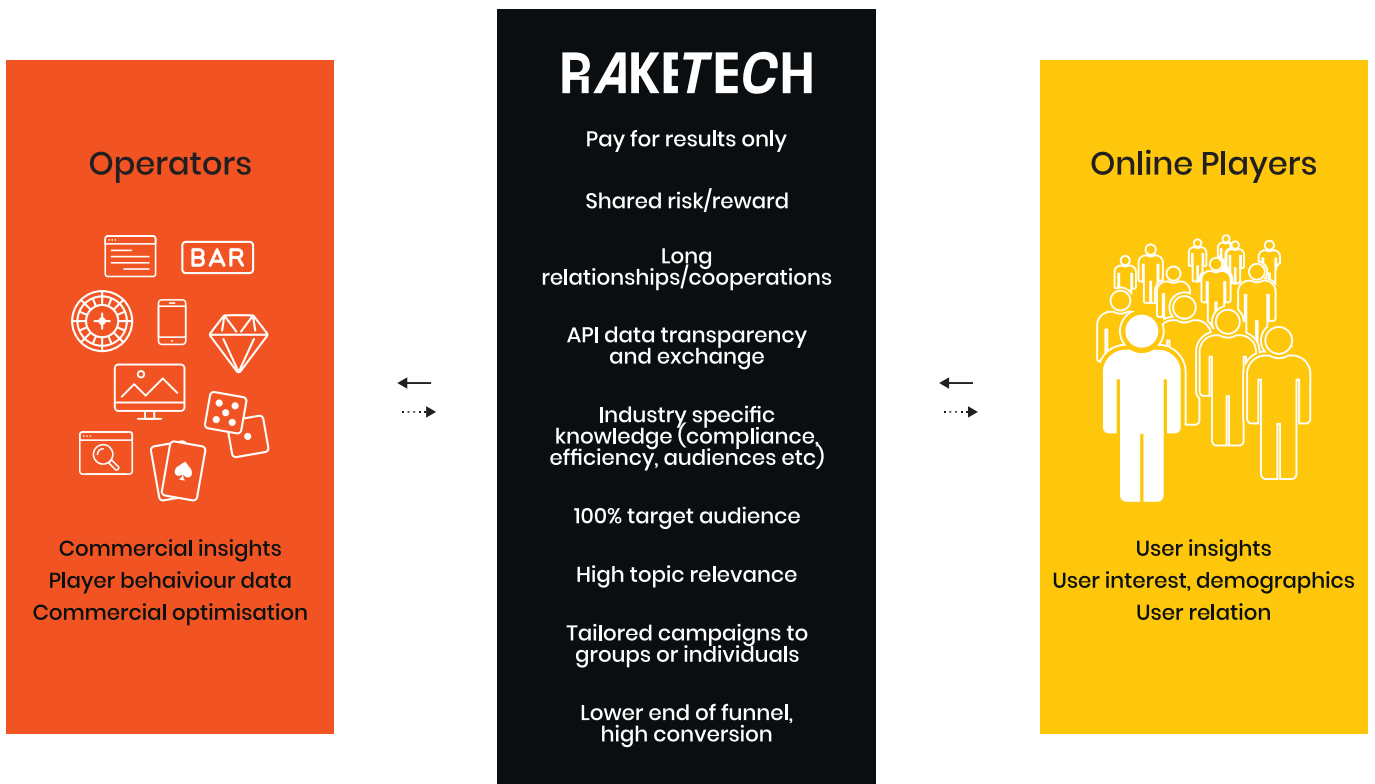 Operators
BAR
Commercial insights
Player behaiviour data
Commercial optimisation
RAKETECH
Pay for results only
Shared risk/reward
Long
relationships/cooperations
API data transparency
and exchange
Industry specific
knowledge (compliance,
efficiency, audiences etc)
100% target audience
High topic relevance
Tailored campaigns to
groups or individuals
Lower end of funnel,
high conversion
Online Players
User insights
User interest, demographics
User relation